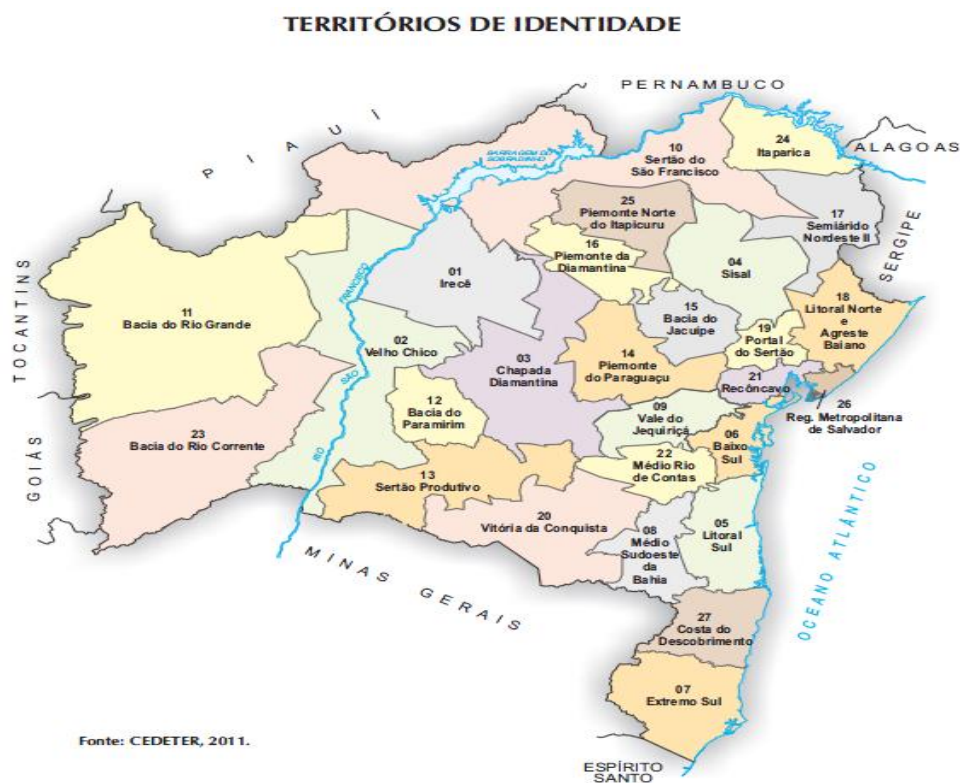 TERRITÓRIOS DE IDENTIDADE
PERNAMBUCO
PIAUI
ALAGOAS
SERGIPE
TOCANTINS
GOIÁS
MINAS GERAIS
ESPÍRITO
SANTO
OCEANO ATLÂNTICO
BARRAGEM DO
SOBRADINHO
RIO SÃO FRANCISCO
24
Itaparica
10
Sertão do
São Francisco
25
Piemonte Norte
do Itapicuru
17
Semiárido
Nordeste II
16
Piemonte da
Diamantina
04
Sisal
01
Irecê
11
Bacia do Rio Grande
15
Bacia do
Jacuípe
18
Litoral Norte
e
Agreste
Baiano
19
Portal
do Sertão
02
Velho Chico
03
Chapada
Diamantina
14
Piemonte
do Paraguaçu
21
Recôncavo
26
Reg. Metropolitana
de Salvador
12
Bacia do
Paramirim
09
Vale do
Jequiriçá
06
Baixo
Sul
23
Bacia do Rio Corrente
22
Médio Rio
de Contas
13
Sertão Produtivo
20
Vitória da Conquista
08
Médio
Sudoeste
da
Bahia
05
Litoral
Sul
27
Costa do
Descobrimento
07
Extremo Sul
Fonte: CEDETER, 2011.